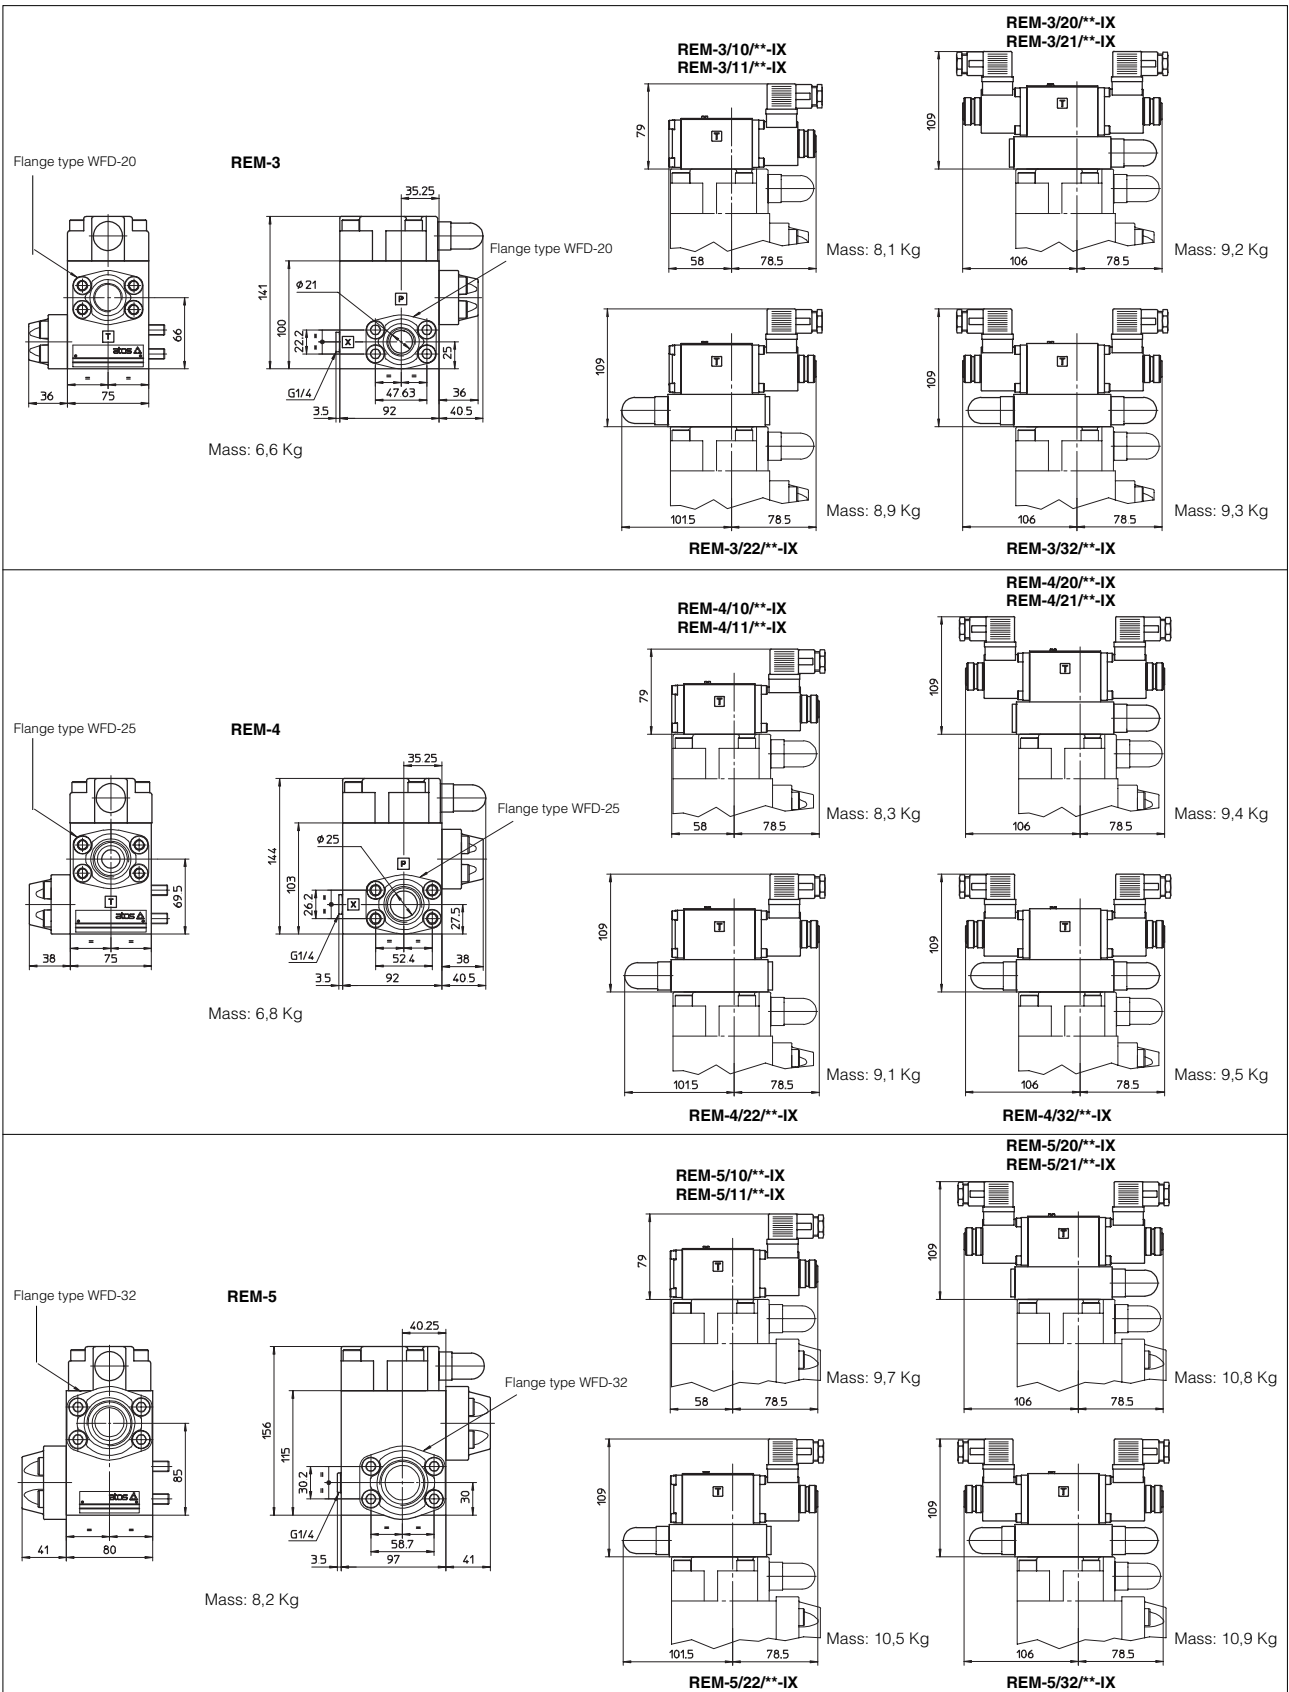 REM-3/10/**-IX
REM-3/11/**-IX
REM-3/20/**-IX
REM-3/21/**-IX
Flange type WFD-20
REM-3
35.25
Flange type WFD-20
141
100
ø 21
P
X
22.2
=
=
G1/4
=
=
47.63
25
36
3.5
92
40.5
T
atos
66
=
=
36
75
Mass: 6,6 Kg
79
T
58
78.5
Mass: 8,1 Kg
109
T
106
78.5
Mass: 9,2 Kg
109
T
101.5
78.5
Mass: 8,9 Kg
REM-3/22/**-IX
109
T
106
78.5
Mass: 9,3 Kg
REM-3/32/**-IX
REM-4/10/**-IX
REM-4/11/**-IX
REM-4/20/**-IX
REM-4/21/**-IX
Flange type WFD-25
REM-4
35.25
Flange type WFD-25
144
103
ø 25
P
X
26.2
=
=
G1/4
=
=
52.4
27.5
38
3.5
92
40.5
T
atos
69.5
=
=
38
75
Mass: 6,8 Kg
79
T
58
78.5
Mass: 8,3 Kg
109
T
106
78.5
Mass: 9,4 Kg
109
T
101.5
78.5
Mass: 9,1 Kg
REM-4/22/**-IX
109
T
106
78.5
Mass: 9,5 Kg
REM-4/32/**-IX
REM-5/10/**-IX
REM-5/11/**-IX
REM-5/20/**-IX
REM-5/21/**-IX
Flange type WFD-32
REM-5
40.25
Flange type WFD-32
156
115
30.2
=
=
G1/4
=
=
58.7
30
3.5
97
41
atos
85
=
=
41
80
Mass: 8,2 Kg
79
T
58
78.5
Mass: 9,7 Kg
109
T
106
78.5
Mass: 10,8 Kg
109
T
101.5
78.5
Mass: 10,5 Kg
REM-5/22/**-IX
109
T
106
78.5
Mass: 10,9 Kg
REM-5/32/**-IX